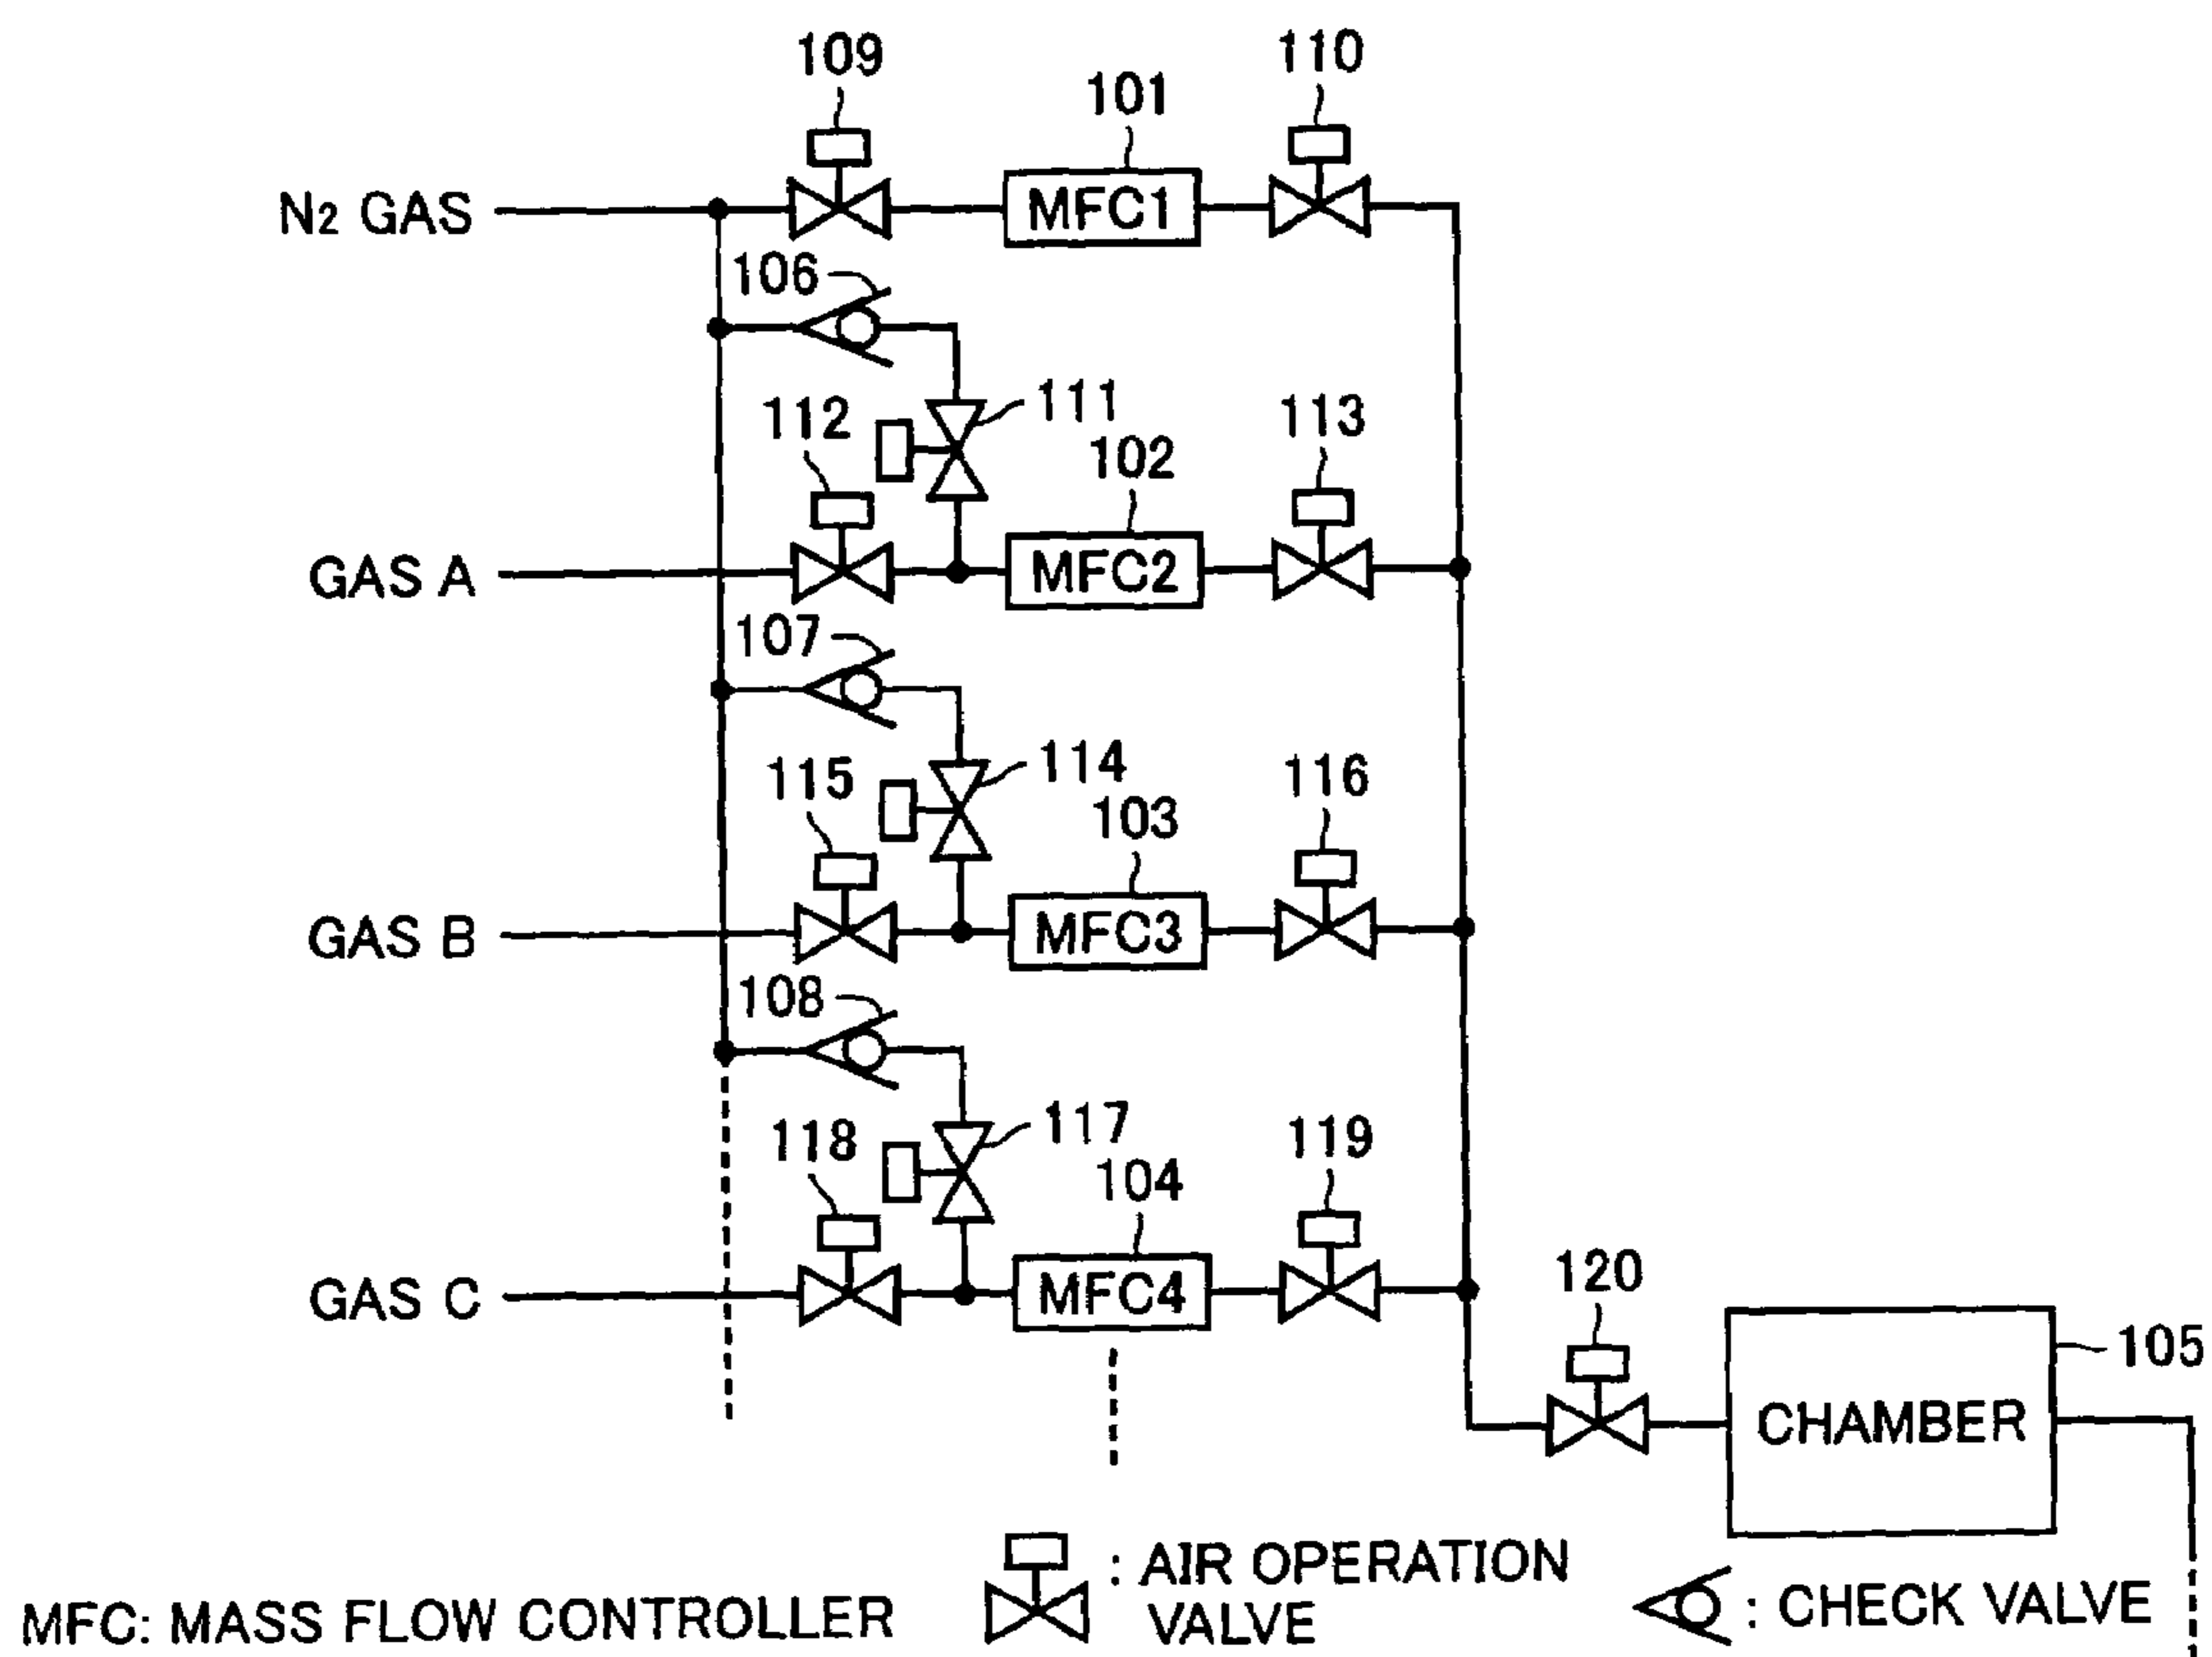 109
110
101
N2 GAS
MFC1
106
111
112
113
102
GAS A
MFC2
107
114
115
116
103
GAS B
MFC3
108
117
118
119
104
GAS C
MFC4
120
105
CHAMBER
MFC: MASS FLOW CONTROLLER
: AIR OPERATION
VALVE
: CHECK VALVE